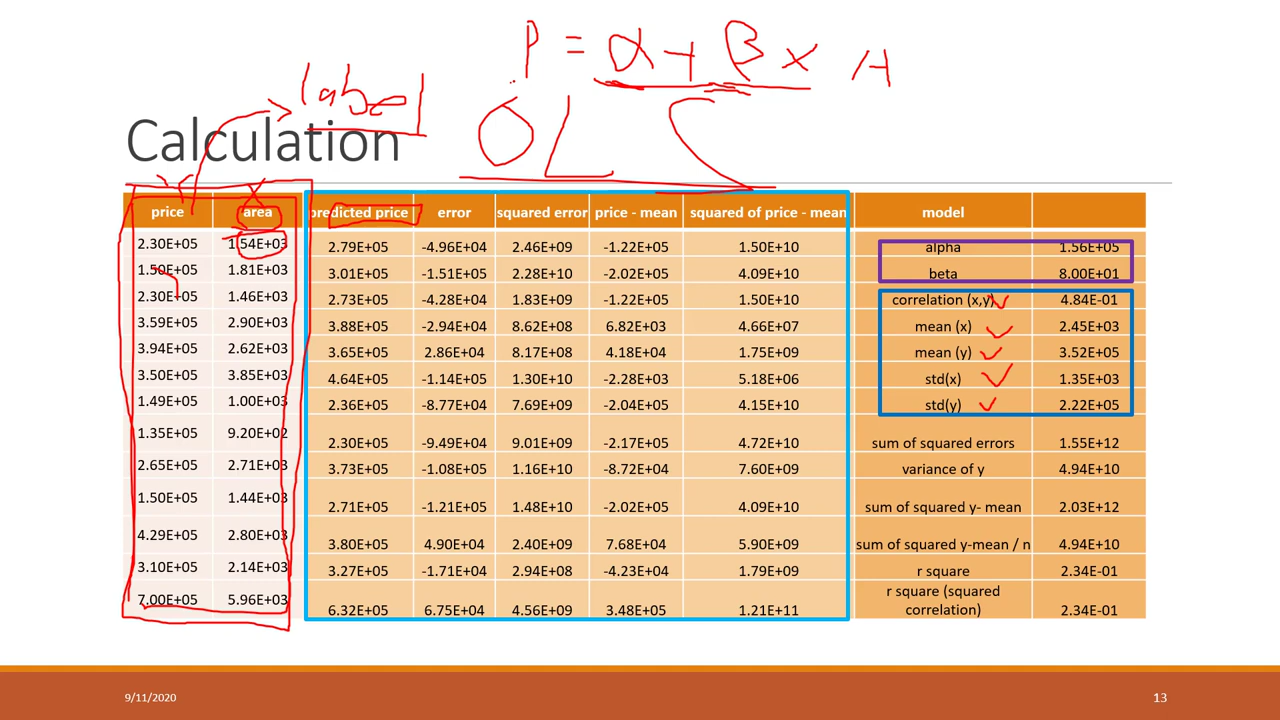 P = α + β x A
label
OLS
Calculation
Y X
price area predicted price error squared error price - mean squared of price - mean model
2.30E+05 1.54E+03 2.79E+05 -4.96E+04 2.46E+09 -1.22E+05 1.50E+10 alpha 1.56E+05
1.50E+05 1.81E+03 3.01E+05 -1.51E+05 2.28E+10 -2.02E+05 4.09E+10 beta 8.00E+01
2.30E+05 1.46E+03 2.73E+05 -4.28E+04 1.83E+09 -1.22E+05 1.50E+10 correlation (x,y) 4.84E-01
3.59E+05 2.90E+03 3.88E+05 -2.94E+04 8.62E+08 6.82E+03 4.66E+07 mean (x) 2.45E+03
3.94E+05 2.62E+03 3.65E+05 2.86E+04 8.17E+08 4.18E+04 1.75E+09 mean (y) 3.52E+05
3.50E+05 3.85E+03 4.64E+05 -1.14E+05 1.30E+10 -2.28E+03 5.18E+06 std(x) 1.35E+03
1.49E+05 1.00E+03 2.36E+05 -8.77E+04 7.69E+09 -2.04E+05 4.15E+10 std(y) 2.22E+05
1.35E+05 9.20E+02 2.30E+05 -9.49E+04 9.01E+09 -2.17E+05 4.72E+10 sum of squared errors 1.55E+12
2.65E+05 2.71E+03 3.73E+05 -1.08E+05 1.16E+10 -8.72E+04 7.60E+09 variance of y 4.94E+10
1.50E+05 1.44E+03 2.71E+05 -1.21E+05 1.48E+10 -2.02E+05 4.09E+10 sum of squared y- mean 2.03E+12
4.29E+05 2.80E+03 3.80E+05 4.90E+04 2.40E+09 7.68E+04 5.90E+09 sum of squared y-mean / n 4.94E+10
3.10E+05 2.14E+03 3.27E+05 -1.71E+04 2.94E+08 -4.23E+04 1.79E+09 r square 2.34E-01
7.00E+05 5.96E+03 6.32E+05 6.75E+04 4.56E+09 3.48E+05 1.21E+11 r square (squared
correlation) 2.34E-01
9/11/2020 13